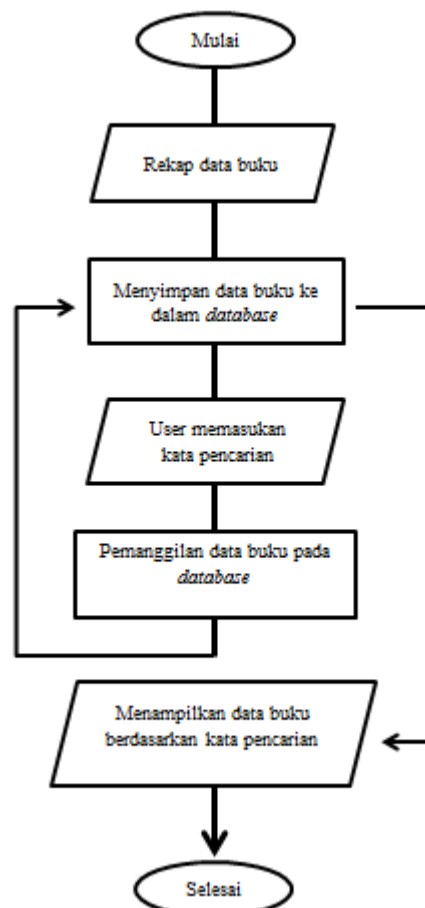 Mulai
Rekap data buku
Menyimpan data buku ke
dalam database
User memasukan
kata pencarian
Pemanggilan data buku pada
database
Menampilkan data buku
berdasarkan kata pencarian
Selesai